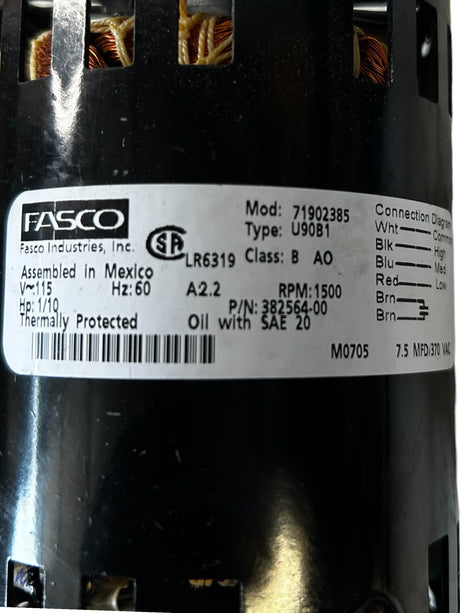 FASCO
Fasco Industries, Inc.
SA
LR6319
Mod: 71902385
Type: U90B1
Class: B AO
Assembled in Mexico
V~115 Hz: 60 A2.2 RPM: 1500
Hp: 1/10 P/N: 382564-00
Thermally Protected Oil with SAE 20
M0705 7.5 MFD/370 VAC
Connection Diagram
Wht Common
Blk High
Blu Med
Red Low
Brn
Brn